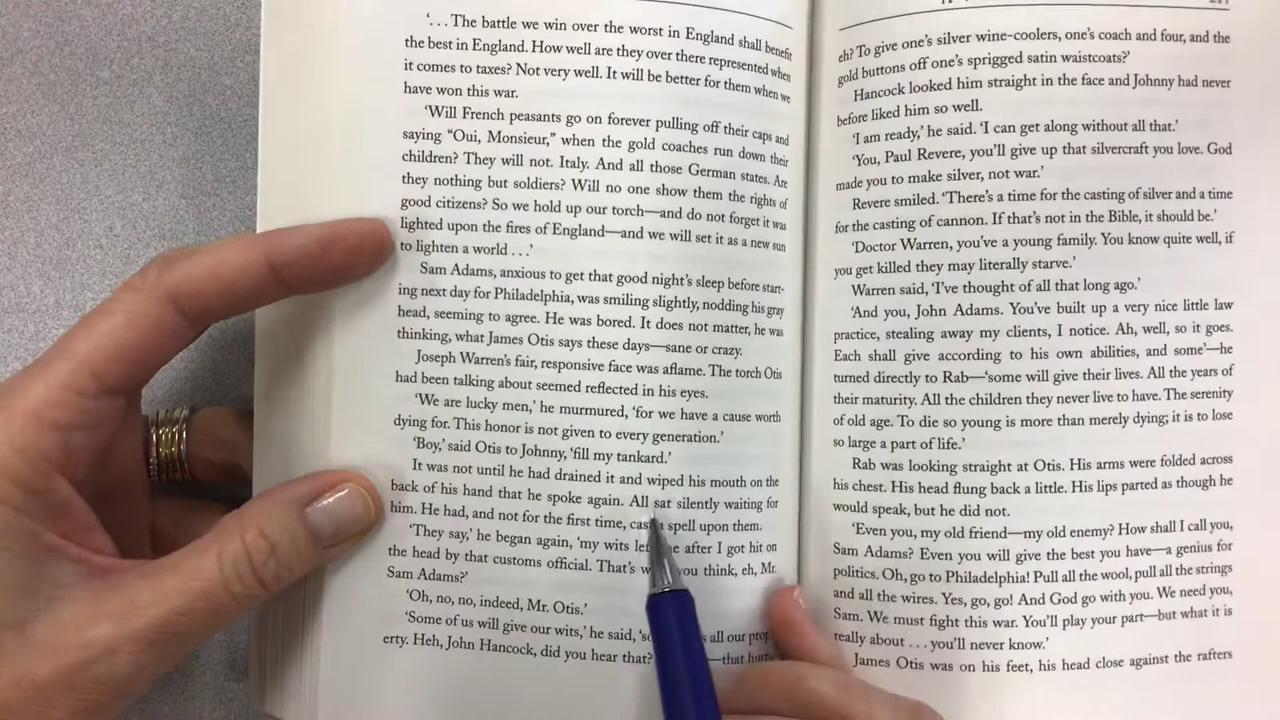 ‘. . . The battle we win over the worst in England shall benefit
the best in England. How well are they over there represented when
it comes to taxes? Not very well. It will be better for them when we
have won this war.
‘Will French peasants go on forever pulling off their caps and
saying “Oui, Monsieur,” when the gold coaches run down their
children? They will not. Italy. And all those German states. Are
they nothing but soldiers? Will no one show them the rights of
good citizens? So we hold up our torch—and do not forget it was
lighted upon the fires of England—and we will set it as a new sun
to lighten a world . . .’
Sam Adams, anxious to get that good night’s sleep before start-
ing next day for Philadelphia, was smiling slightly, nodding his gray
head, seeming to agree. He was bored. It does not matter, he was
thinking, what James Otis says these days—sane or crazy.
Joseph Warren’s fair, responsive face was aflame. The torch Otis
had been talking about seemed reflected in his eyes.
‘We are lucky men,’ he murmured, ‘for we have a cause worth
dying for. This honor is not given to every generation.’
‘Boy,’ said Otis to Johnny, ‘fill my tankard.’
It was not until he had drained it and wiped his mouth on the
back of his hand that he spoke again. All sat silently waiting for
him. He had, and not for the first time, cast a spell upon them.
‘They say,’ he began again, ‘my wits after I got hit on
the head by that customs official. That’s you think, eh, Mr.
Sam Adams?’
‘Oh, no, no, indeed, Mr. Otis.’
‘Some of us will give our wits,’ he said, all our prop-
erty. Heh, John Hancock, did you hear that? —that hurts
eh? To give one’s silver wine-coolers, one’s coach and four, and the
gold buttons off one’s sprigged satin waistcoats?’
Hancock looked him straight in the face and Johnny had never
before liked him so well.
‘I am ready,’ he said. ‘I can get along without all that.’
‘You, Paul Revere, you’ll give up that silvercraft you love. God
made you to make silver, not war.’
Revere smiled. ‘There’s a time for the casting of silver and a time
for the casting of cannon. If that’s not in the Bible, it should be.’
‘Doctor Warren, you’ve a young family. You know quite well, if
you get killed they may literally starve.’
Warren said, ‘I’ve thought of all that long ago.’
‘And you, John Adams. You’ve built up a very nice little law
practice, stealing away my clients, I notice. Ah, well, so it goes.
Each shall give according to his own abilities, and some’—he
turned directly to Rab—‘some will give their lives. All the years of
their maturity. All the children they never live to have. The serenity
of old age. To die so young is more than merely dying; it is to lose
so large a part of life.’
Rab was looking straight at Otis. His arms were folded across
his chest. His head flung back a little. His lips parted as though he
would speak, but he did not.
‘Even you, my old friend—my old enemy? How shall I call you,
Sam Adams? Even you will give the best you have—a genius for
politics. Oh, go to Philadelphia! Pull all the wool, pull all the strings
and all the wires. Yes, go, go! And God go with you. We need you,
Sam. We must fight this war. You’ll play your part—but what it is
really about . . . you’ll never know.’
James Otis was on his feet, his head close against the rafters